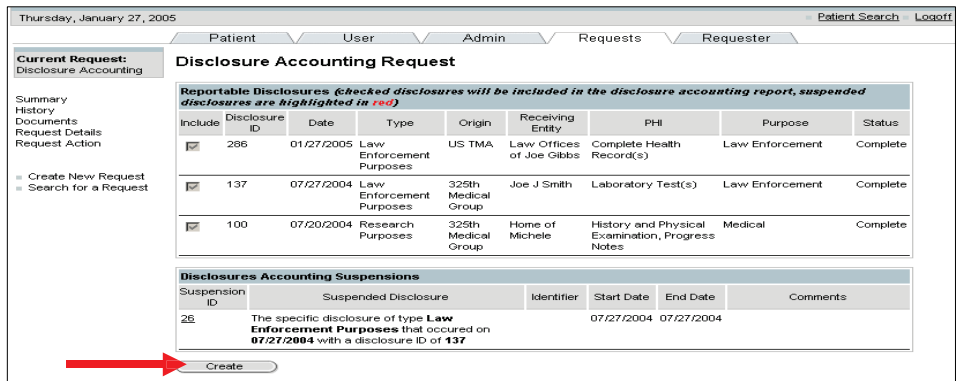 Thursday, January 27, 2005
Patient Search
Logoff
Patient
User
Admin
Requests
Requester
Current Request:
Disclosure Accounting
Summary
History
Documents
Request Details
Request Action
Create New Request
Search for a Request
Disclosure Accounting Request
Reportable Disclosures (checked disclosures will be included in the disclosure accounting report, suspended
disclosures are highlighted in red)
Include Disclosure ID Date Type Origin Receiving Entity PHI Purpose Status
286 01/27/2005 Law Enforcement Purposes US TMA Law Offices of Joe Gibbs Complete Health Record(s) Law Enforcement Complete
137 07/27/2004 Law Enforcement Purposes 325th Medical Group Joe J Smith Laboratory Test(s) Law Enforcement Complete
100 07/20/2004 Research Purposes 325th Medical Group Home of Michele History and Physical Examination, Progress Notes Medical Complete
Disclosures Accounting Suspensions
Suspension ID Suspended Disclosure Identifier Start Date End Date Comments
26 The specific disclosure of type Law 07/27/2004 07/27/2004
Enforcement Purposes that occured on
07/27/2004 with a disclosure ID of 137
Create